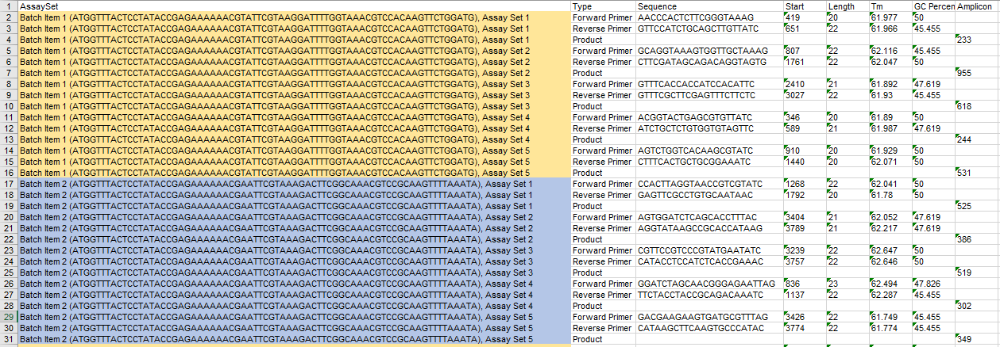 1 AssaySet Type Sequence Start Length Tm GC Percen Amplicon
2 Batch Item 1 (ATGGTTTACTCCTATACCGAGAAAAAACGTATTCGTAAGGATTTTGGTAAACGTCCACAAGTTCTGGATG), Assay Set 1 Forward Primer AACCCACTCTTCGGGTAAAG 419 20 61.977 50
3 Batch Item 1 (ATGGTTTACTCCTATACCGAGAAAAAACGTATTCGTAAGGATTTTGGTAAACGTCCACAAGTTCTGGATG), Assay Set 1 Reverse Primer GTTCCATCTGCAGCTTGTTATC 651 22 61.966 45.455
4 Batch Item 1 (ATGGTTTACTCCTATACCGAGAAAAAACGTATTCGTAAGGATTTTGGTAAACGTCCACAAGTTCTGGATG), Assay Set 1 Product 233
5 Batch Item 1 (ATGGTTTACTCCTATACCGAGAAAAAACGTATTCGTAAGGATTTTGGTAAACGTCCACAAGTTCTGGATG), Assay Set 2 Forward Primer GCAGGTAAAGTGGTTGCTAAAG 807 22 62.116 45.455
6 Batch Item 1 (ATGGTTTACTCCTATACCGAGAAAAAACGTATTCGTAAGGATTTTGGTAAACGTCCACAAGTTCTGGATG), Assay Set 2 Reverse Primer CTTCGATAGCAGACAGGTAGTG 1761 22 62.047 50
7 Batch Item 1 (ATGGTTTACTCCTATACCGAGAAAAAACGTATTCGTAAGGATTTTGGTAAACGTCCACAAGTTCTGGATG), Assay Set 2 Product 955
8 Batch Item 1 (ATGGTTTACTCCTATACCGAGAAAAAACGTATTCGTAAGGATTTTGGTAAACGTCCACAAGTTCTGGATG), Assay Set 3 Forward Primer GTTTCACCACCATCCACATTC 2410 21 61.892 47.619
9 Batch Item 1 (ATGGTTTACTCCTATACCGAGAAAAAACGTATTCGTAAGGATTTTGGTAAACGTCCACAAGTTCTGGATG), Assay Set 3 Reverse Primer GTTTCGCTTCGAGTTTCTTCTC 3027 22 61.93 45.455
10 Batch Item 1 (ATGGTTTACTCCTATACCGAGAAAAAACGTATTCGTAAGGATTTTGGTAAACGTCCACAAGTTCTGGATG), Assay Set 3 Product 618
11 Batch Item 1 (ATGGTTTACTCCTATACCGAGAAAAAACGTATTCGTAAGGATTTTGGTAAACGTCCACAAGTTCTGGATG), Assay Set 4 Forward Primer ACGGTACTGAGCGTGTTATC 346 20 61.89 50
12 Batch Item 1 (ATGGTTTACTCCTATACCGAGAAAAAACGTATTCGTAAGGATTTTGGTAAACGTCCACAAGTTCTGGATG), Assay Set 4 Reverse Primer ATCTGCTCTGTGGTGTAGTTC 589 21 61.987 47.619
13 Batch Item 1 (ATGGTTTACTCCTATACCGAGAAAAAACGTATTCGTAAGGATTTTGGTAAACGTCCACAAGTTCTGGATG), Assay Set 4 Product 244
14 Batch Item 1 (ATGGTTTACTCCTATACCGAGAAAAAACGTATTCGTAAGGATTTTGGTAAACGTCCACAAGTTCTGGATG), Assay Set 5 Forward Primer AGTCTGGTCACAAGCGTATC 910 20 61.929 50
15 Batch Item 1 (ATGGTTTACTCCTATACCGAGAAAAAACGTATTCGTAAGGATTTTGGTAAACGTCCACAAGTTCTGGATG), Assay Set 5 Reverse Primer CTTTCACTGCTGCGGAAATC 1440 20 62.071 50
16 Batch Item 1 (ATGGTTTACTCCTATACCGAGAAAAAACGTATTCGTAAGGATTTTGGTAAACGTCCACAAGTTCTGGATG), Assay Set 5 Product 531
17 Batch Item 2 (ATGGTTTACTCCTATACCGAGAAAAAACGAATTCGTAAAGACTTCGGCAAACGTCCGCAAGTTTTAAATA), Assay Set 1 Forward Primer CCACTTAGGTAACCGTCGTATC 1268 22 62.041 50
18 Batch Item 2 (ATGGTTTACTCCTATACCGAGAAAAAACGAATTCGTAAAGACTTCGGCAAACGTCCGCAAGTTTTAAATA), Assay Set 1 Reverse Primer GAGTTCGCCTGTGCAATAAC 1792 20 61.78 50
19 Batch Item 2 (ATGGTTTACTCCTATACCGAGAAAAAACGAATTCGTAAAGACTTCGGCAAACGTCCGCAAGTTTTAAATA), Assay Set 1 Product 525
20 Batch Item 2 (ATGGTTTACTCCTATACCGAGAAAAAACGAATTCGTAAAGACTTCGGCAAACGTCCGCAAGTTTTAAATA), Assay Set 2 Forward Primer AGTGGATCTCAGCACCTTTAC 3404 21 62.052 47.619
21 Batch Item 2 (ATGGTTTACTCCTATACCGAGAAAAAACGAATTCGTAAAGACTTCGGCAAACGTCCGCAAGTTTTAAATA), Assay Set 2 Reverse Primer AGGTATAAGCCGCACCATAAG 3789 21 62.217 47.619
22 Batch Item 2 (ATGGTTTACTCCTATACCGAGAAAAAACGAATTCGTAAAGACTTCGGCAAACGTCCGCAAGTTTTAAATA), Assay Set 2 Product 386
23 Batch Item 2 (ATGGTTTACTCCTATACCGAGAAAAAACGAATTCGTAAAGACTTCGGCAAACGTCCGCAAGTTTTAAATA), Assay Set 3 Forward Primer CGTTCCGTCCCGTATGAATATC 3239 22 62.647 50
24 Batch Item 2 (ATGGTTTACTCCTATACCGAGAAAAAACGAATTCGTAAAGACTTCGGCAAACGTCCGCAAGTTTTAAATA), Assay Set 3 Reverse Primer CATACCTCCATCTCACCGAAAC 3757 22 62.646 50
25 Batch Item 2 (ATGGTTTACTCCTATACCGAGAAAAAACGAATTCGTAAAGACTTCGGCAAACGTCCGCAAGTTTTAAATA), Assay Set 3 Product 519
26 Batch Item 2 (ATGGTTTACTCCTATACCGAGAAAAAACGAATTCGTAAAGACTTCGGCAAACGTCCGCAAGTTTTAAATA), Assay Set 4 Forward Primer GGATCTAGCAACGGGAGAATTAG 836 23 62.494 47.826
27 Batch Item 2 (ATGGTTTACTCCTATACCGAGAAAAAACGAATTCGTAAAGACTTCGGCAAACGTCCGCAAGTTTTAAATA), Assay Set 4 Reverse Primer TTCTACCTACCGCAGACAAATC 1137 22 62.287 45.455
28 Batch Item 2 (ATGGTTTACTCCTATACCGAGAAAAAACGAATTCGTAAAGACTTCGGCAAACGTCCGCAAGTTTTAAATA), Assay Set 4 Product 302
29 Batch Item 2 (ATGGTTTACTCCTATACCGAGAAAAAACGAATTCGTAAAGACTTCGGCAAACGTCCGCAAGTTTTAAATA), Assay Set 5 Forward Primer GACGAAGAAGTGATGCGTTTAG 3426 22 61.749 45.455
30 Batch Item 2 (ATGGTTTACTCCTATACCGAGAAAAAACGAATTCGTAAAGACTTCGGCAAACGTCCGCAAGTTTTAAATA), Assay Set 5 Reverse Primer CATAAGCTTCAAGTGCCCATAC 3774 22 61.774 45.455
31 Batch Item 2 (ATGGTTTACTCCTATACCGAGAAAAAACGAATTCGTAAAGACTTCGGCAAACGTCCGCAAGTTTTAAATA), Assay Set 5 Product 349